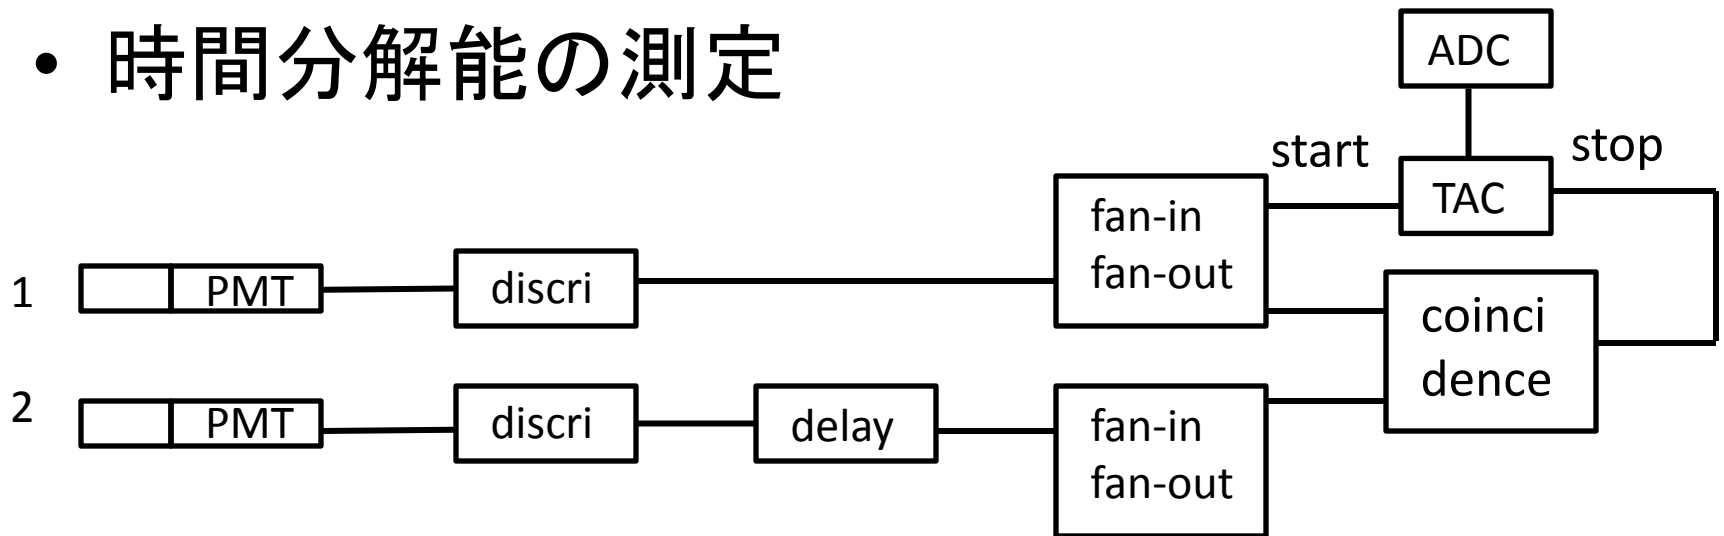 • 時間分解能の測定
ADC
start
stop
TAC
fan-in
fan-out
1
PMT
discri
coinci
dence
2
PMT
discri
delay
fan-in
fan-out